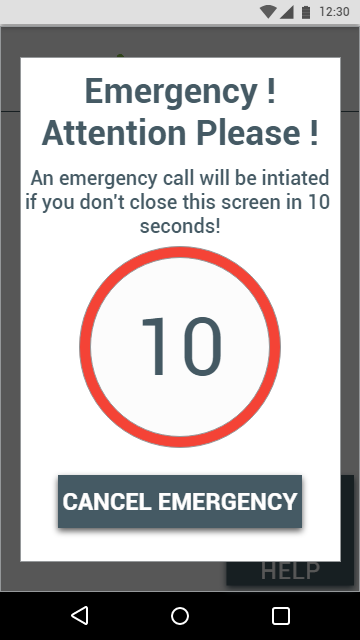 12:30
Emergency !
Attention Please !
An emergency call will be intiated
if you don't close this screen in 10
seconds!
10
CANCEL EMERGENCY
HELP